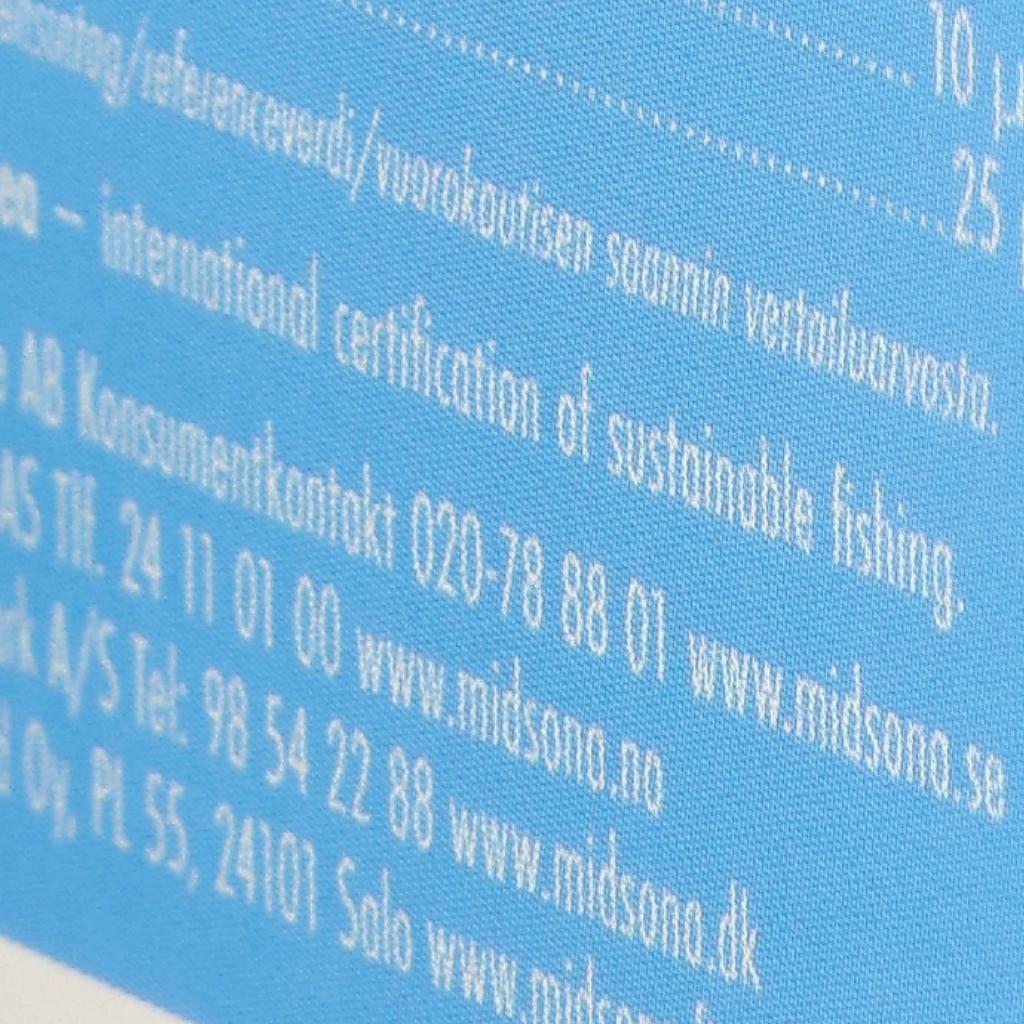 10
25
/referenceverdi/vuorokautisen saannin vertailuarvosta.
– international certification of sustainable fishing.
AB Konsumentkontakt 020-78 88 01 www.midsona.se
AS Tlf. 24 11 01 00 www.midsona.no
A/S Tel: 98 54 22 88 www.midsona.dk
Oy, PL 55, 24101 Salo